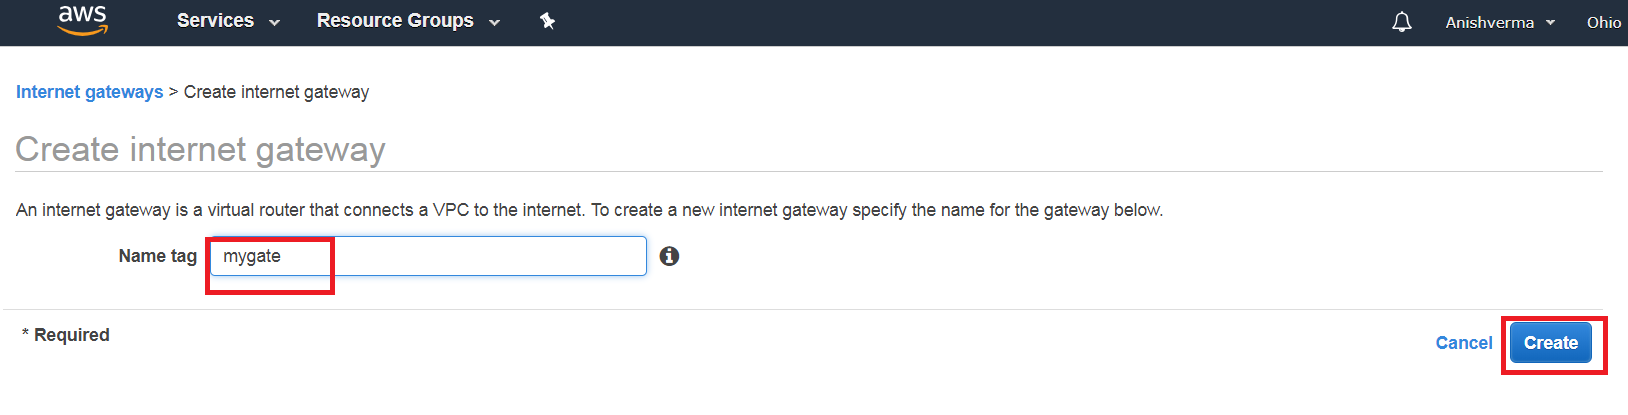 aws Services Resource Groups Anishverma Ohio
Internet gateways > Create internet gateway
Create internet gateway
An internet gateway is a virtual router that connects a VPC to the internet. To create a new internet gateway specify the name for the gateway below.
Name tag mygate
* Required
Cancel Create